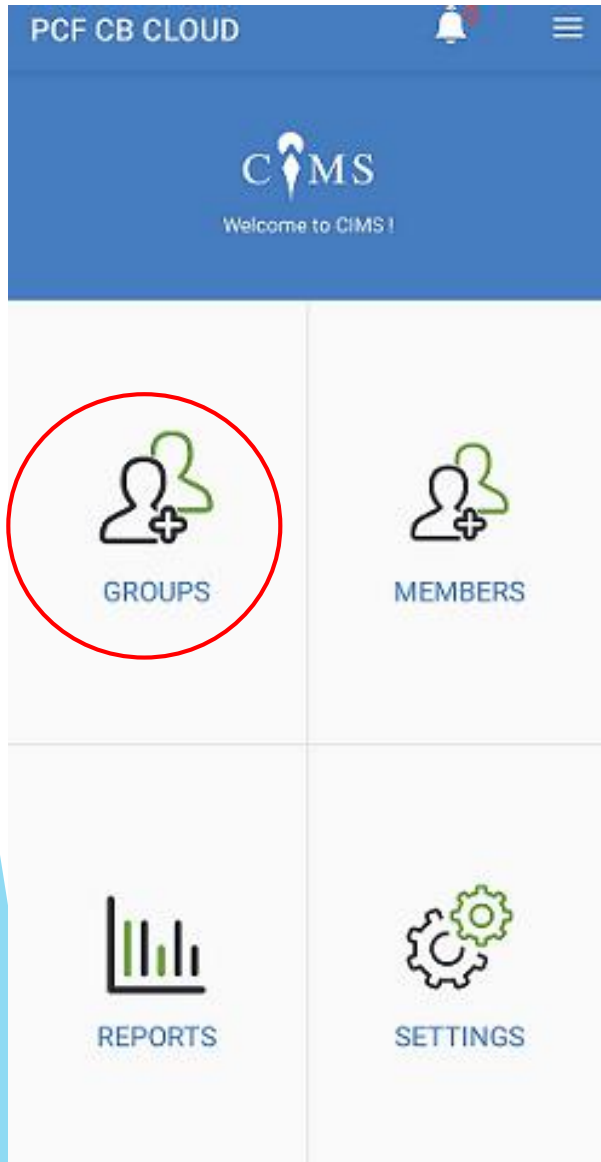 PCF CB CLOUD
CIMS
Welcome to CIMS !
GROUPS
MEMBERS
REPORTS
SETTINGS